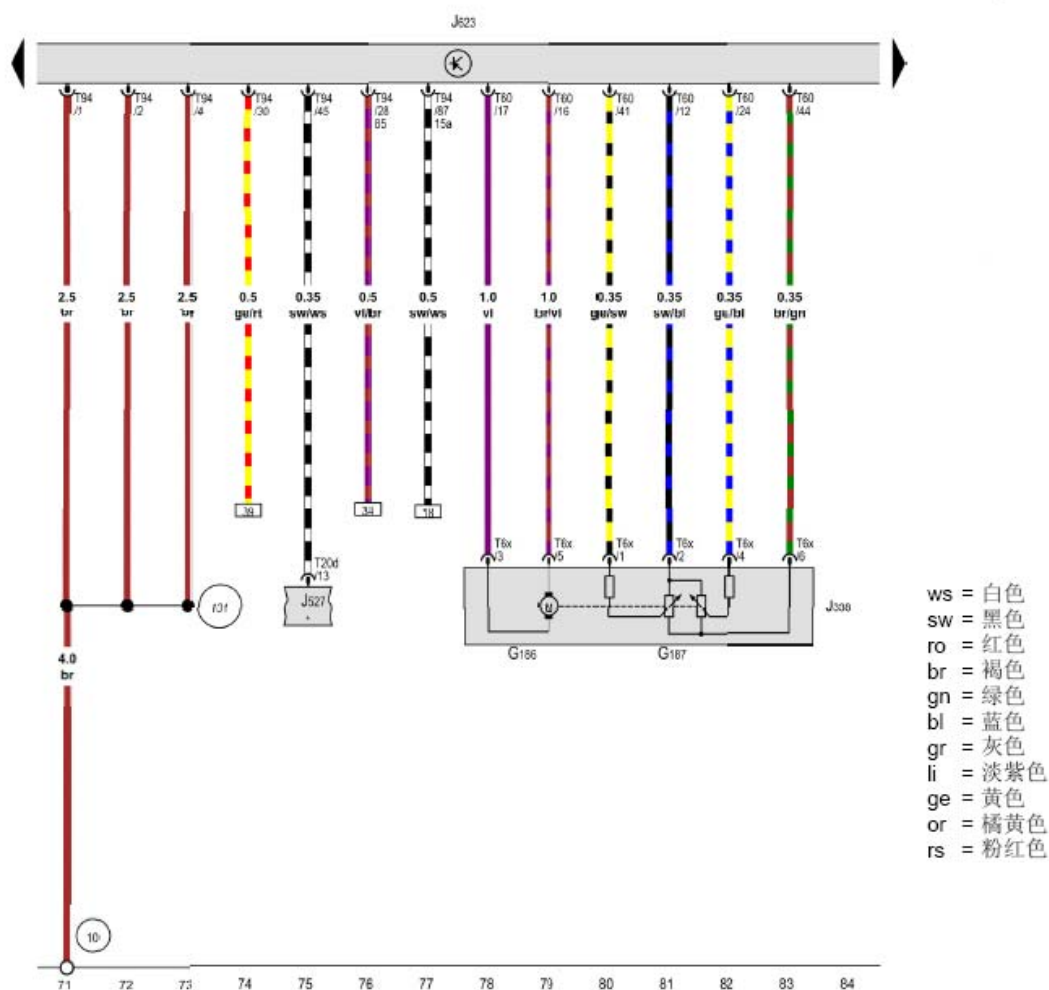 J623
K
T94 T94 T94 T94 T94 T94 T94 T60 T60 T60 T60 T60 T60
/1 /2 /4 /30 /45 /28 /87 /17 /16 /41 /12 /24 /44
85 15a
2.5 2.5 2.5 0.5 0.35 0.5 0.5 1.0 1.0 0.35 0.35 0.35 0.35
br br br ge/rt sw/ws vi/br sw/ws vi br/vi ge/sw sw/bl ge/bl br/gn
39 34 18
T6x T6x T6x T6x T6x T6x
/3 /5 /1 /2 /4 /6
T20d
/13
J527
131
M
J338
G186 G187
4.0
br
10
71 72 73 74 75 76 77 78 79 80 81 82 83 84
ws = 白色
sw = 黑色
ro = 红色
br = 褐色
gn = 绿色
bl = 蓝色
gr = 灰色
li = 淡紫色
ge = 黄色
or = 橘黄色
rs = 粉红色